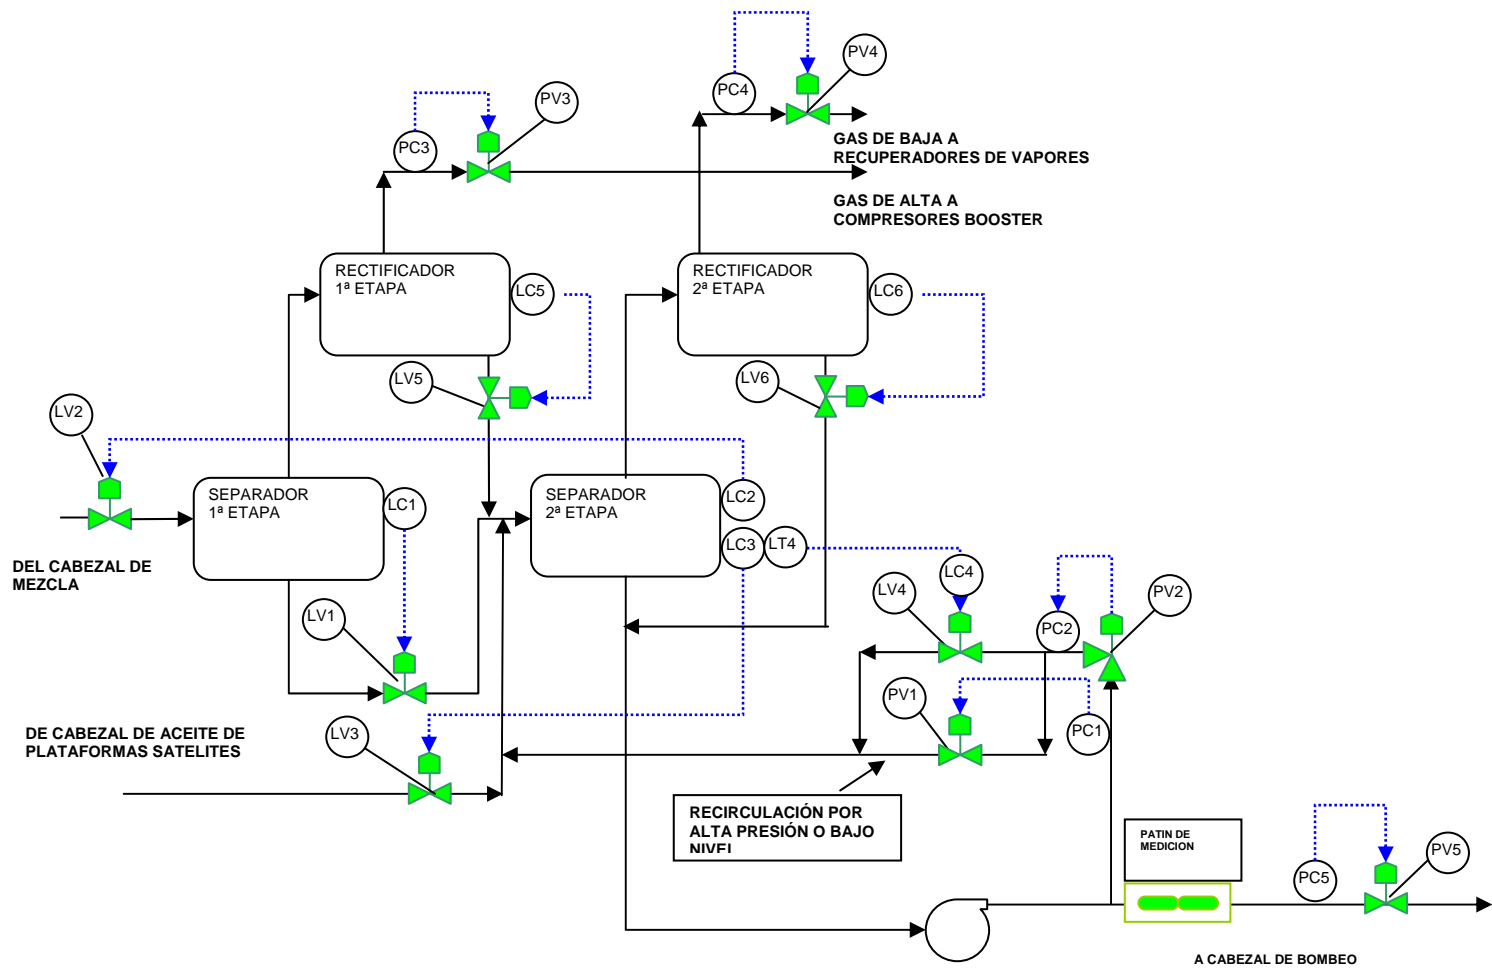 PV4
PC4
PV3
PC3
GAS DE BAJA A
RECUPERADORES DE VAPORES
GAS DE ALTA A
COMPRESORES BOOSTER
RECTIFICADOR
1ª ETAPA
LC5
RECTIFICADOR
2ª ETAPA
LC6
LV5
LV6
LV2
SEPARADOR
1ª ETAPA
LC1
SEPARADOR
2ª ETAPA
LC2
LC3
LT4
DEL CABEZAL DE
MEZCLA
LC4
LV4
PV2
LV1
PC2
PV1
PC1
DE CABEZAL DE ACEITE DE
PLATAFORMAS SATELITES
LV3
RECIRCULACIÓN POR
ALTA PRESIÓN O BAJO
NIVEL
PATIN DE
MEDICION
PC5
PV5
A CABEZAL DE BOMBEO